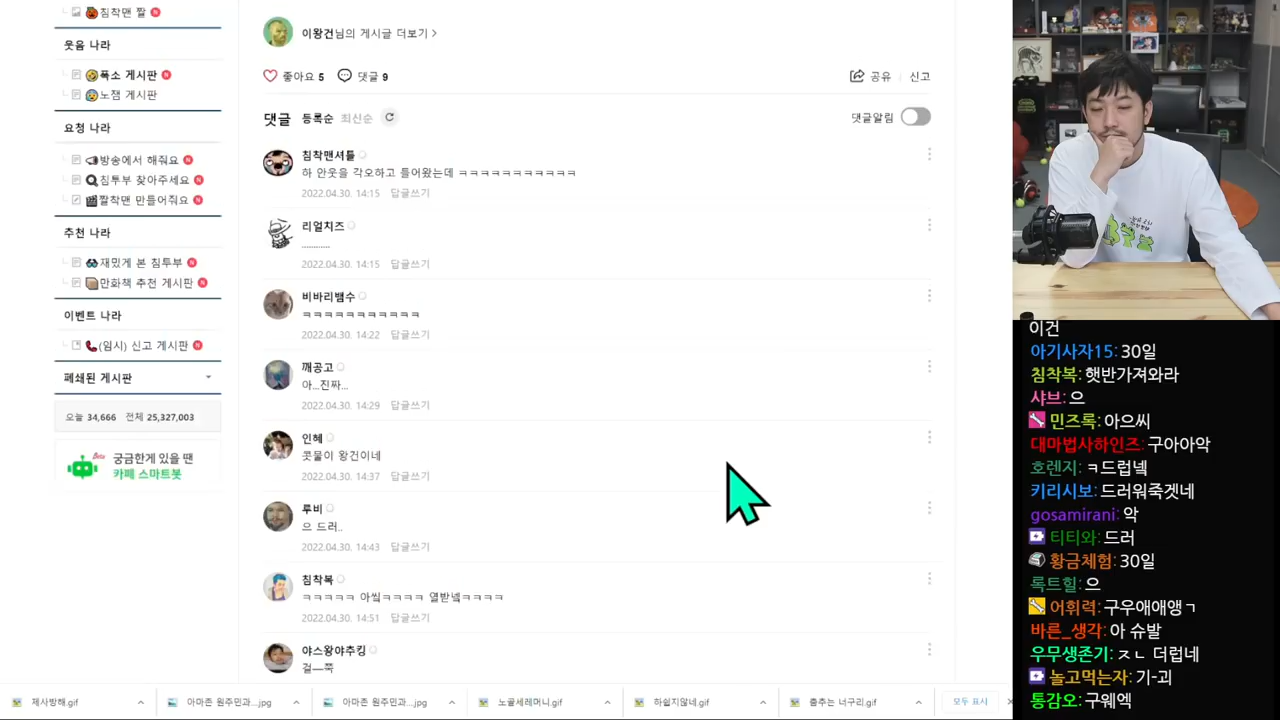 침착맨 짤
웃음 나라
폭소 게시판
노잼 게시판
요청 나라
방송에서 해줘요
침투부 찾아주세요
짤착맨 만들어줘요
추천 나라
재밌게 본 침투부
만화책 추천 게시판
이벤트 나라
(임시) 신고 게시판
폐쇄된 게시판
오늘 34,666 전체 25,327,003
Beta 궁금한게 있을 땐
카페 스마트봇
이왕건님의 게시글 더보기 >
좋아요 5 댓글 9
공유 신고
댓글 등록순 최신순
댓글알림
침착맨셔틀
하 안웃을 각오하고 들어왔는데 ㅋㅋㅋㅋㅋㅋㅋㅋㅋㅋㅋ
2022.04.30. 14:15 답글쓰기
리얼치즈
............
2022.04.30. 14:15 답글쓰기
비바리뱀수
ㅋㅋㅋㅋㅋㅋㅋㅋㅋㅋㅋ
2022.04.30. 14:22 답글쓰기
깨공고
아...진짜...
2022.04.30. 14:29 답글쓰기
인혜
콧물이 왕건이네
2022.04.30. 14:37 답글쓰기
루비
으 드러..
2022.04.30. 14:43 답글쓰기
침착복
ㅋㅋㅋㅋㅋ 아씹ㅋㅋㅋㅋ 열반넼ㅋㅋㅋㅋ
2022.04.30. 14:51 답글쓰기
야스왕야추킹
걸—쭉
제사방해.gif
아마존 원주민과....jpg
아마존 원주민과....jpg
노굴세레머니.gif
하쉴지않네.gif
춤추는 너구리.gif
모두 표시
이건
아기사자15: 30일
침착복: 햇반가져와라
샤브: 으
민즈록: 아으씨
대마법사하인즈: 구아아악
호렌지: ㅋ드럽넼
키리시보: 드러워죽겟네
gosamirani: 악
티티와: 드러
황금체험: 30일
록트힐: 으
어휘력: 구우애애앵ㄱ
바른_생각: 아 슈발
우무생존기: ㅈㄴ 더럽네
놀고먹는자: 기-괴
통감오: 구웨엑